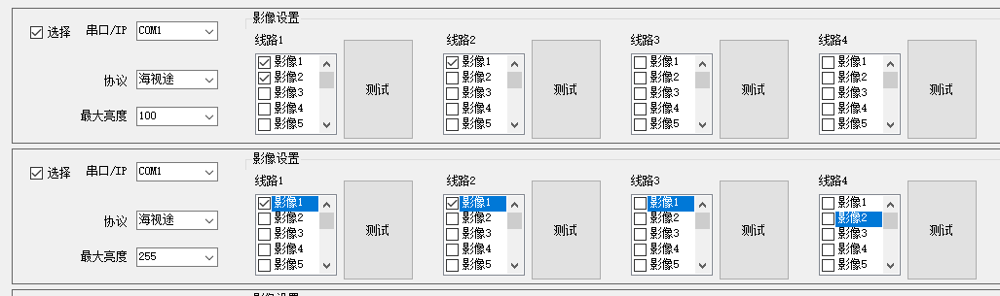 影像设置
选择 串口/IP COM1
线路1 线路2 线路3 线路4
影像1 影像1 影像1 影像1
协议 海视途
影像2 影像2 影像2 影像2
测试 测试 测试 测试
影像3 影像3 影像3 影像3
最大亮度 100
影像4 影像4 影像4 影像4
影像5 影像5 影像5 影像5
影像设置
选择 串口/IP COM1
线路1 线路2 线路3 线路4
影像1 影像1 影像1 影像1
协议 海视途
影像2 影像2 影像2 影像2
测试 测试 测试 测试
影像3 影像3 影像3 影像3
最大亮度 255
影像4 影像4 影像4 影像4
影像5 影像5 影像5 影像5